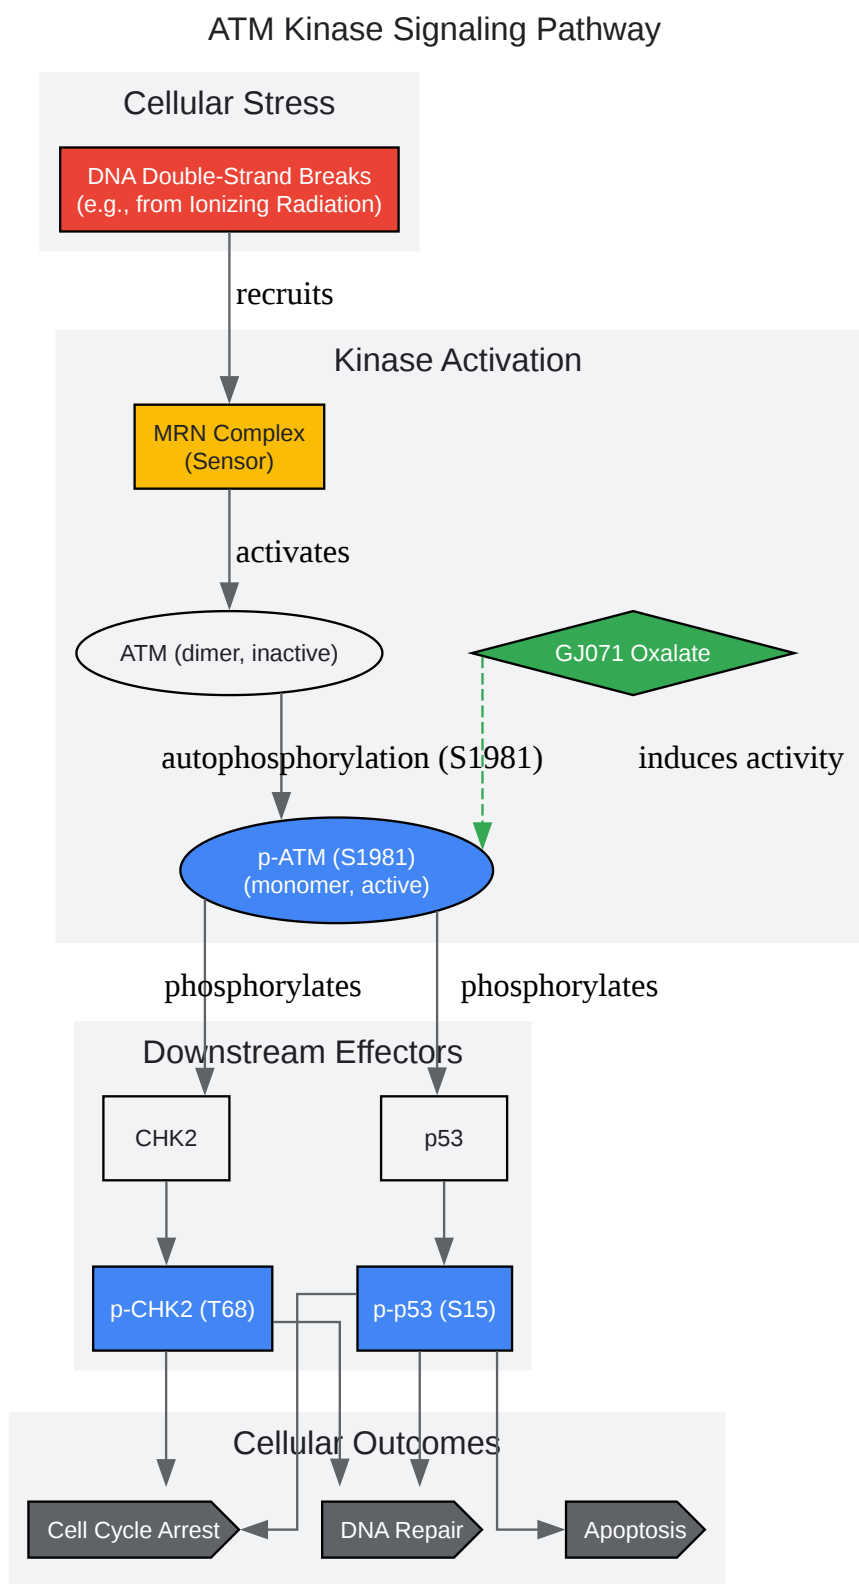 ATM Kinase Signaling Pathway
Cellular Stress
DNA Double-Strand Breaks
(e.g., from Ionizing Radiation)
recruits
Kinase Activation
MRN Complex
(Sensor)
activates
ATM (dimer, inactive)
GJ071 Oxalate
autophosphorylation (S1981)
induces activity
p-ATM (S1981)
(monomer, active)
phosphorylates
phosphorylates
Downstream Effectors
CHK2
p53
p-CHK2 (T68)
p-p53 (S15)
Cellular Outcomes
Cell Cycle Arrest
DNA Repair
Apoptosis